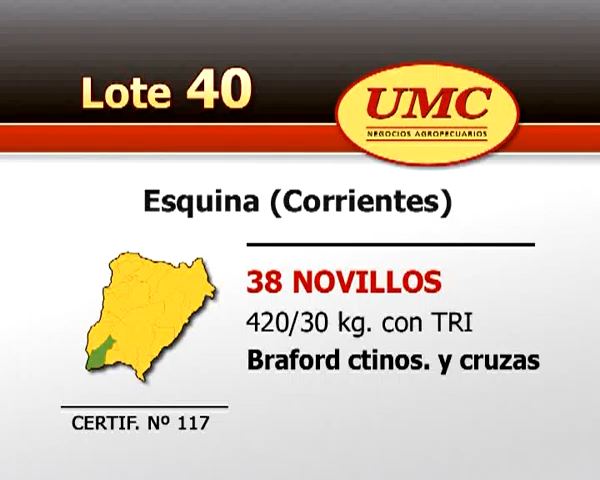 Lote 40
UMC
NEGOCIOS AGROPECUARIOS
Esquina (Corrientes)
38 NOVILLOS
420/30 kg. con TRI
Braford ctinos. y cruzas
CERTIF. Nº 117